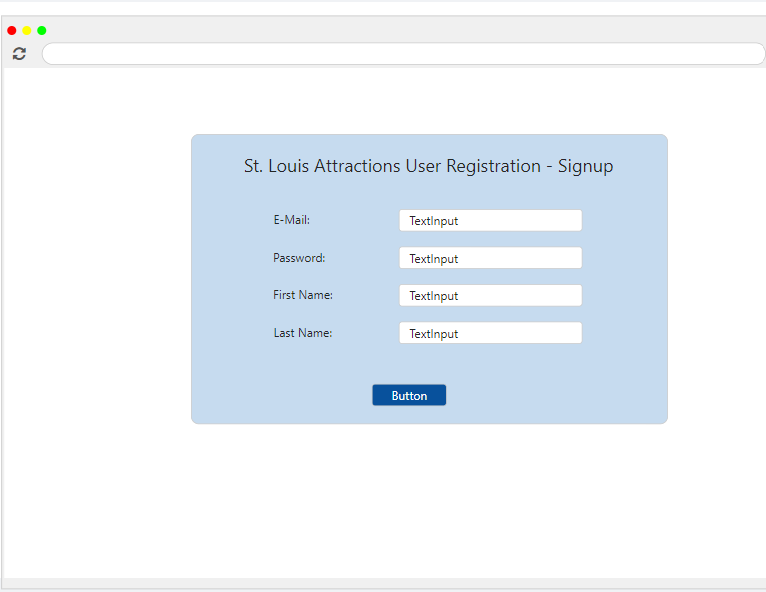 St. Louis Attractions User Registration - Signup
E-Mail: TextInput
Password: TextInput
First Name: TextInput
Last Name: TextInput
Button